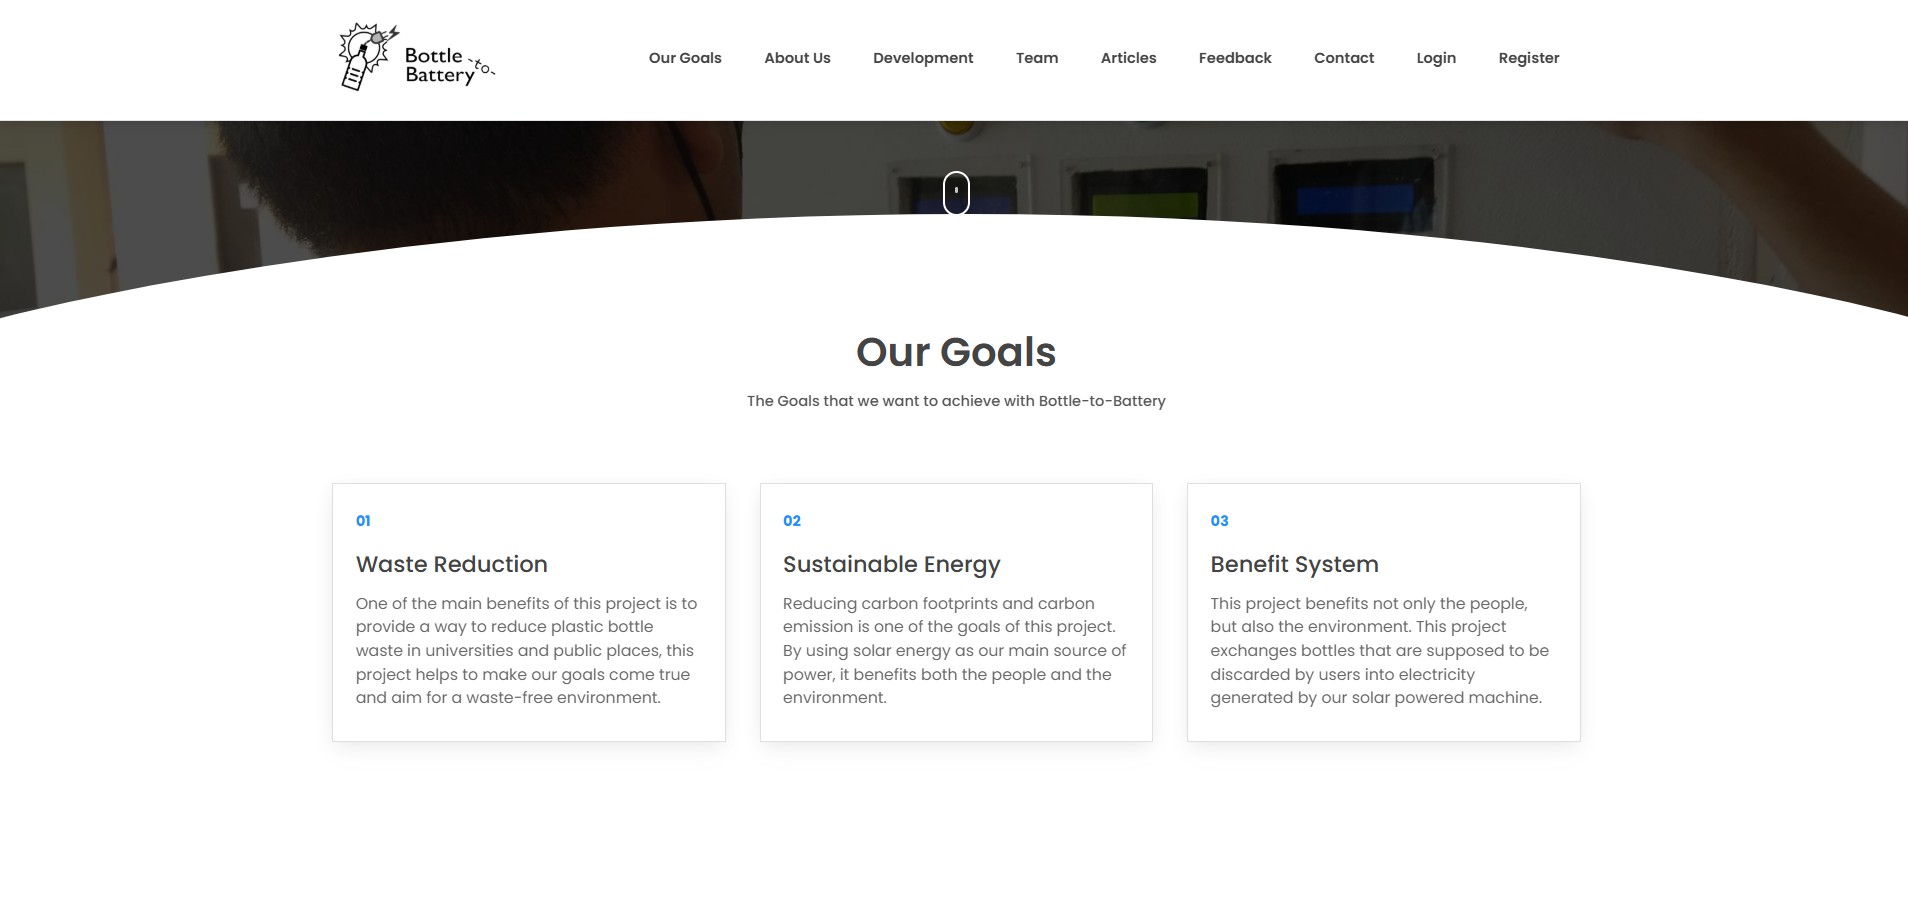 Bottle -to-
Battery
Our Goals About Us Development Team Articles Feedback Contact Login Register
Our Goals
The Goals that we want to achieve with Bottle-to-Battery
01
Waste Reduction
One of the main benefits of this project is to
provide a way to reduce plastic bottle
waste in universities and public places, this
project helps to make our goals come true
and aim for a waste-free environment.
02
Sustainable Energy
Reducing carbon footprints and carbon
emission is one of the goals of this project.
By using solar energy as our main source of
power, it benefits both the people and the
environment.
03
Benefit System
This project benefits not only the people,
but also the environment. This project
exchanges bottles that are supposed to be
discarded by users into electricity
generated by our solar powered machine.